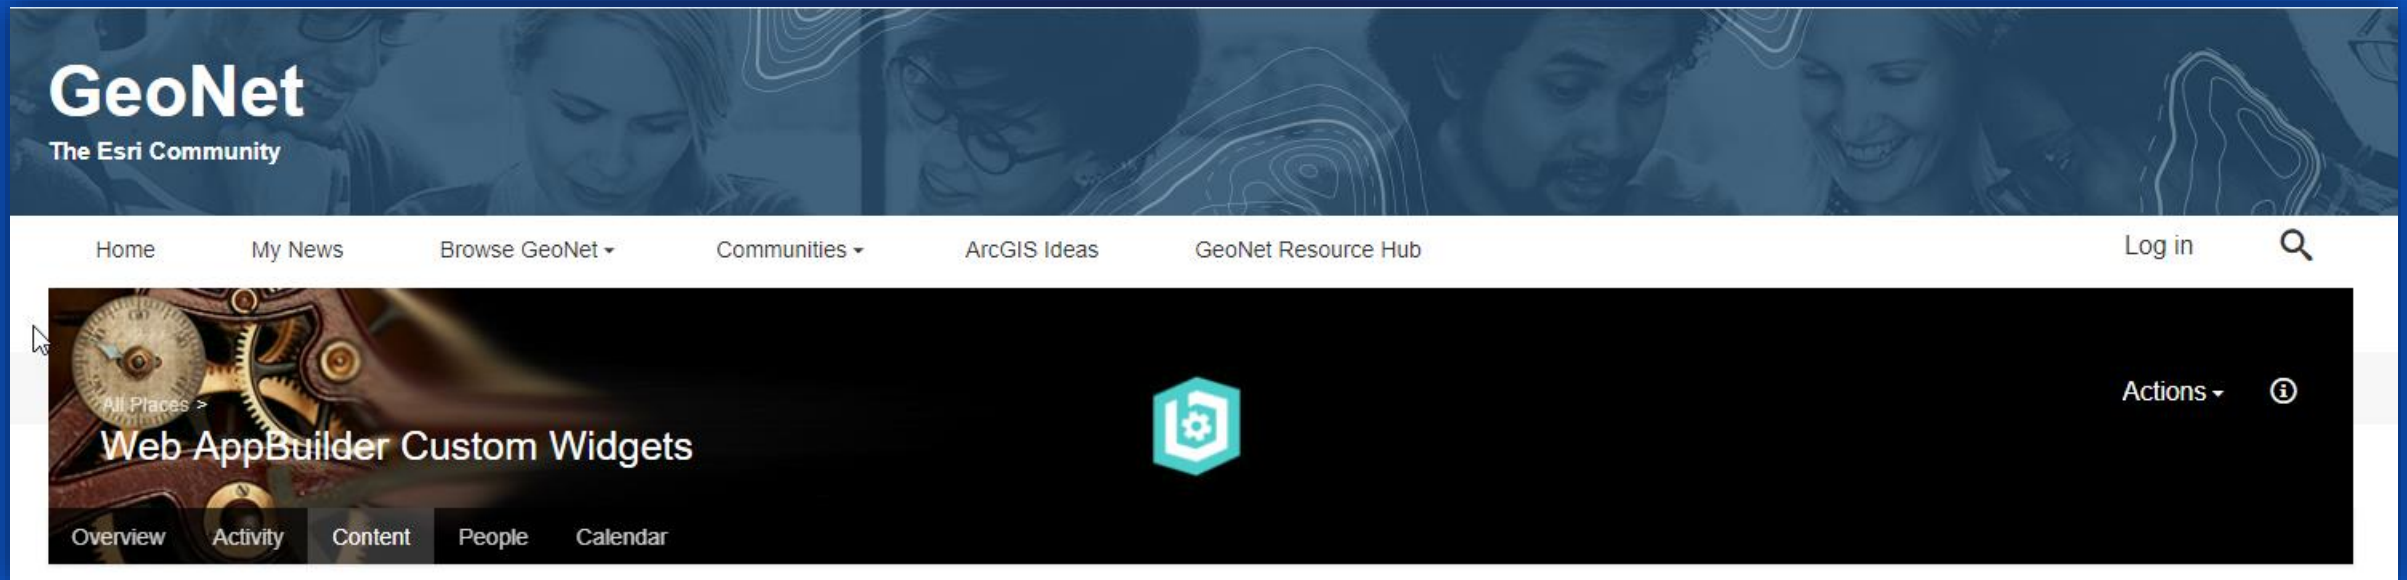 GeoNet
The Esri Community
Home My News Browse GeoNet Communities ArcGIS Ideas GeoNet Resource Hub Log in
Actions
All Places >
Web AppBuilder Custom Widgets
Overview Activity Content People Calendar